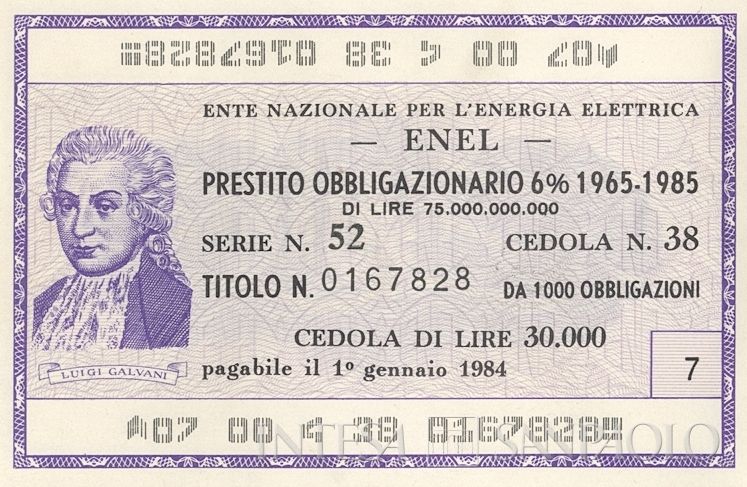 ENTE NAZIONALE PER L'ENERGIA ELETTRICA
— ENEL —
PRESTITO OBBLIGAZIONARIO 6% 1965-1985
DI LIRE 75.000.000.000
SERIE N. 52 CEDOLA N. 38
TITOLO N. 0167828 DA 1000 OBBLIGAZIONI
CEDOLA DI LIRE 30.000
pagabile il 1º gennaio 1984
7
LUIGI GALVANI
A07 00 4 38 0167828
INTESA SANPAOLO